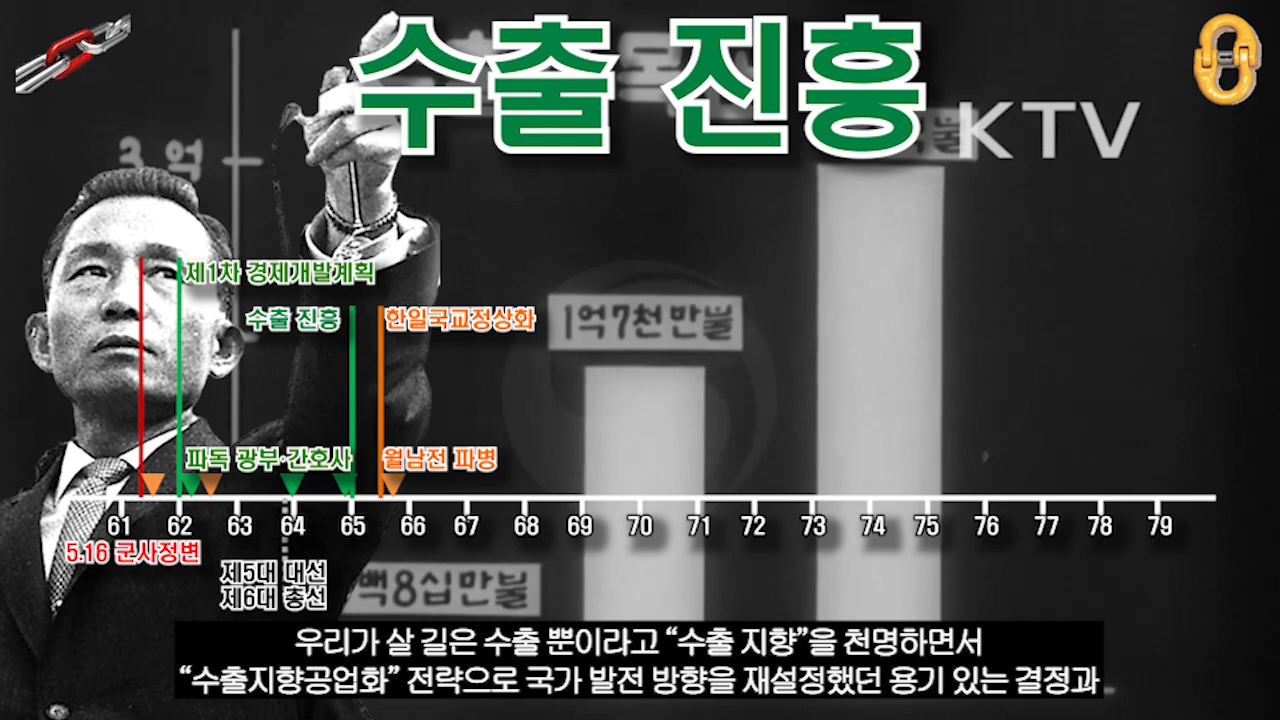 수출 진흥
KTV
3 억
불
제1차 경제개발계획
수출 진흥
한일국교정상화
1억7천만불
파독 광부·간호사
월남전 파병
61 62 63 64 65 66 67 68 69 70 71 72 73 74 75 76 77 78 79
5.16 군사정변
제5대 대선
제6대 총선
백8십만불
우리가 살 길은 수출 뿐이라고 “수출 지향”을 천명하면서
“수출지향공업화” 전략으로 국가 발전 방향을 재설정했던 용기 있는 결정과